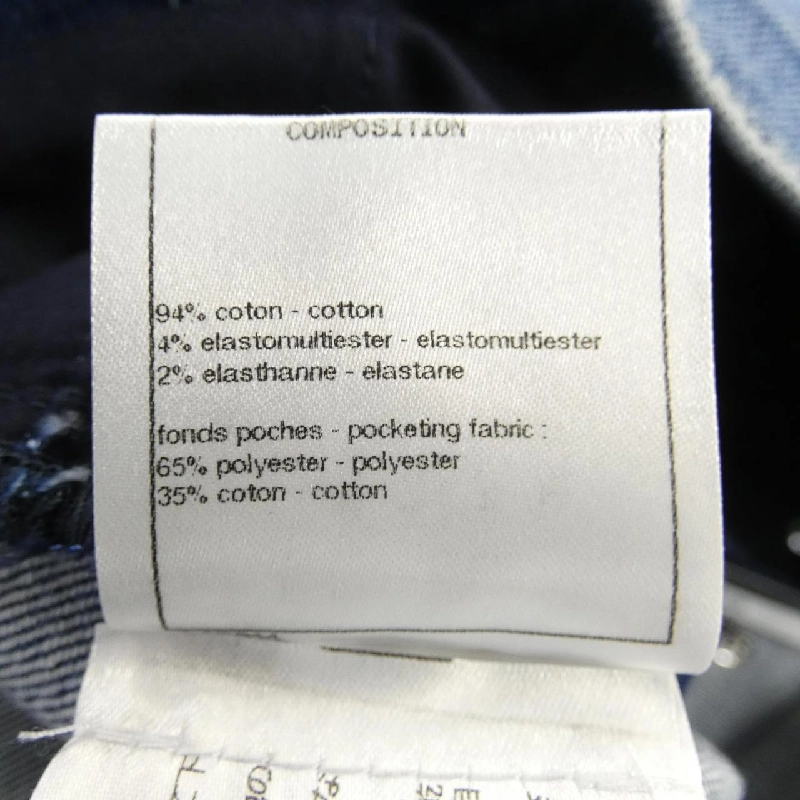 COMPOSITION
94% coton - cotton
4% elastomultiester - elastomultiester
2% elasthanne - elastane
fonds poches - pocketing fabric :
65% polyester - polyester
35% coton - cotton